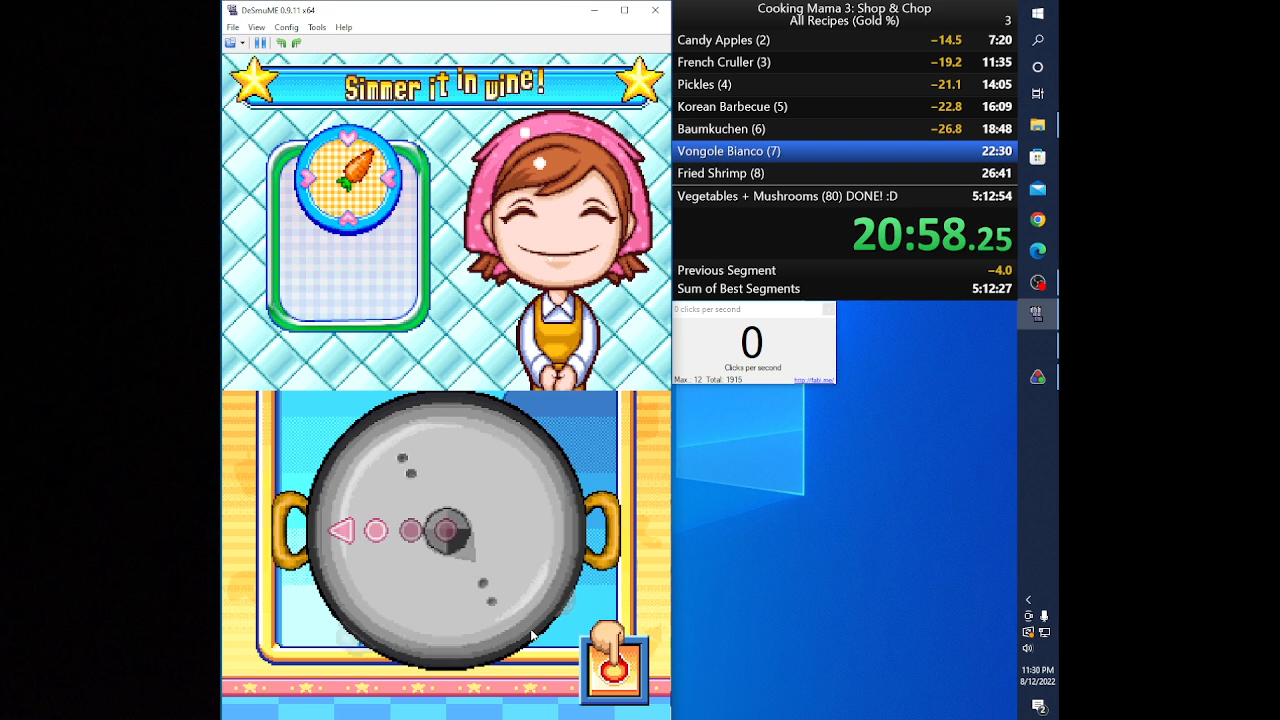 DeSmuME 0.9.11 x64
File View Config Tools Help
Simmer it in wine!
Cooking Mama 3: Shop & Chop
All Recipes (Gold %) 3
Candy Apples (2) −14.5 7:20
French Cruller (3) −19.2 11:35
Pickles (4) −21.1 14:05
Korean Barbecue (5) −22.8 16:09
Baumkuchen (6) −26.8 18:48
Vongole Bianco (7) 22:30
Fried Shrimp (8) 26:41
Vegetables + Mushrooms (80) DONE! :D 5:12:54
20:58.25
Previous Segment −4.0
Sum of Best Segments 5:12:27
0 clicks per second
0
Clicks per second
Max.: 12 Total: 1915 http://fabi.me/
11:30 PM
8/12/2022
2